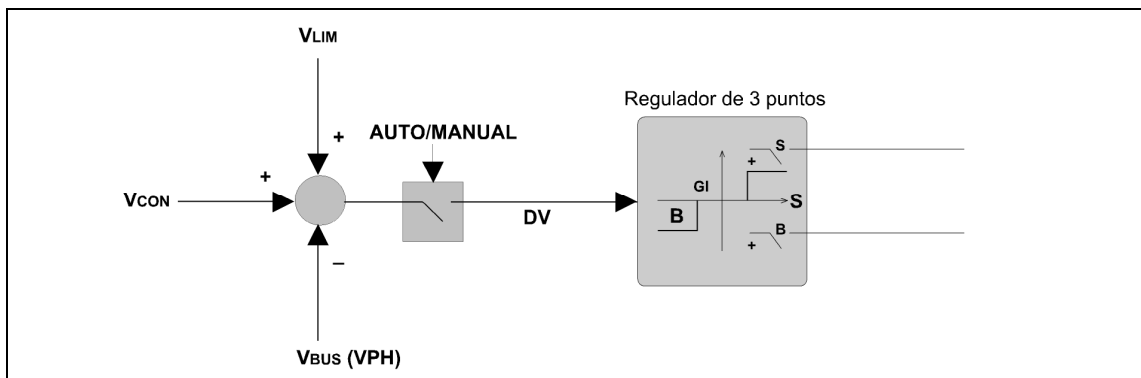 VLIM
Regulador de 3 puntos
+
AUTO/MANUAL
S
+
+
GI
VCON
S
B
DV
B
+
–
VBUS (VPH)